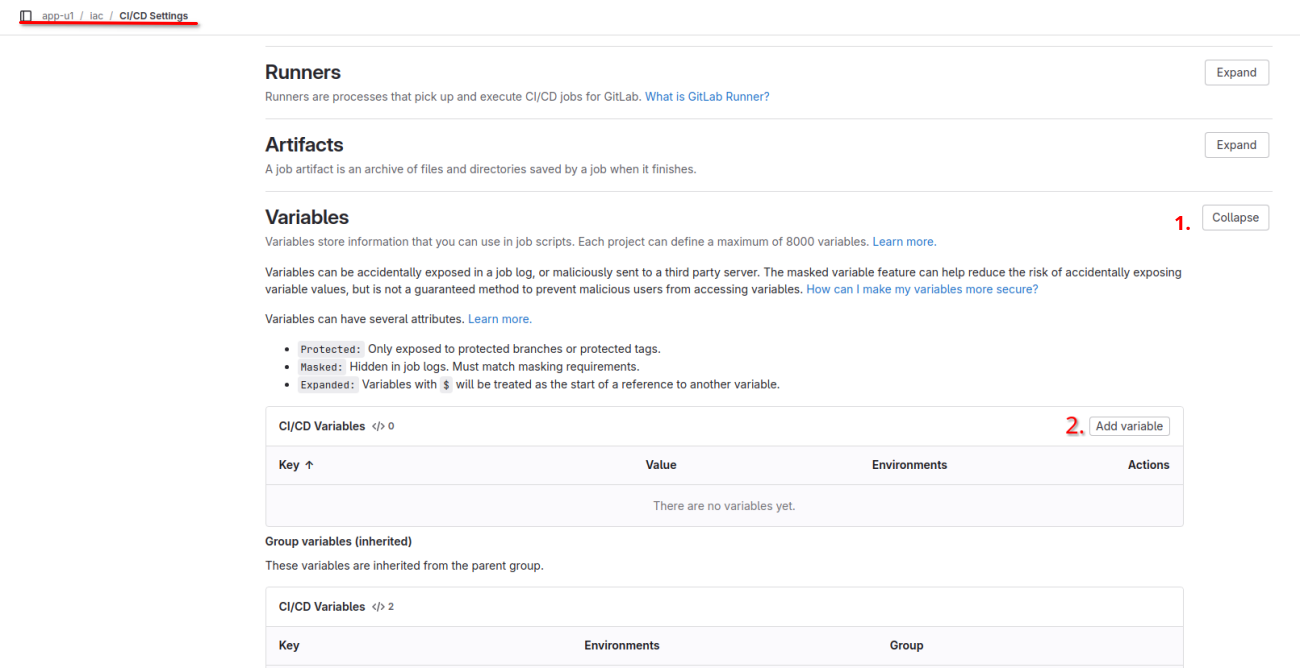 app-u1 / iac / CI/CD Settings
Runners
Expand
Runners are processes that pick up and execute CI/CD jobs for GitLab. What is GitLab Runner?
Artifacts
Expand
A job artifact is an archive of files and directories saved by a job when it finishes.
Variables
1.
Collapse
Variables store information that you can use in job scripts. Each project can define a maximum of 8000 variables. Learn more.
Variables can be accidentally exposed in a job log, or maliciously sent to a third party server. The masked variable feature can help reduce the risk of accidentally exposing
variable values, but is not a guaranteed method to prevent malicious users from accessing variables. How can I make my variables more secure?
Variables can have several attributes. Learn more.
• Protected: Only exposed to protected branches or protected tags.
• Masked: Hidden in job logs. Must match masking requirements.
• Expanded: Variables with $ will be treated as the start of a reference to another variable.
CI/CD Variables </> 0
2. Add variable
Key ↑ Value Environments Actions
There are no variables yet.
Group variables (inherited)
These variables are inherited from the parent group.
CI/CD Variables </> 2
Key Environments Group